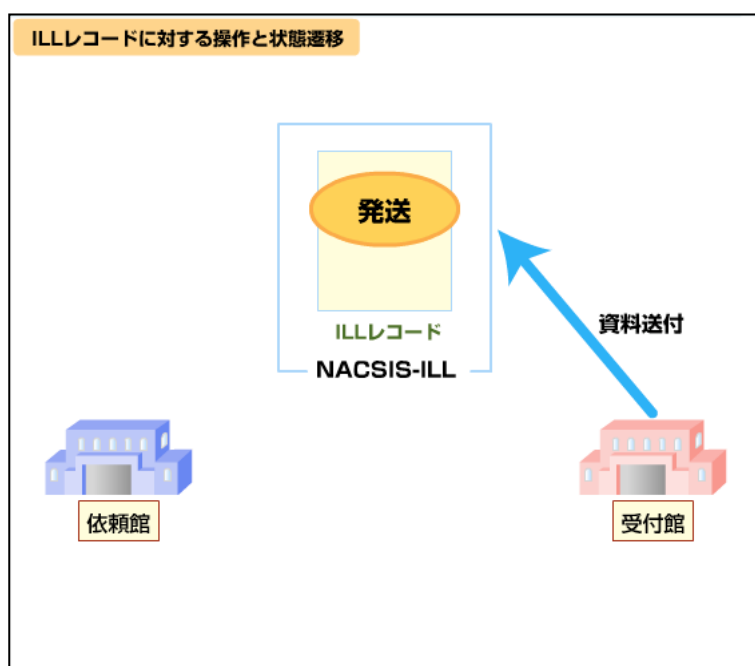 ILLレコードに対する操作と状態遷移
発送
ILLレコード
NACSIS-ILL
資料送付
依頼館
受付館